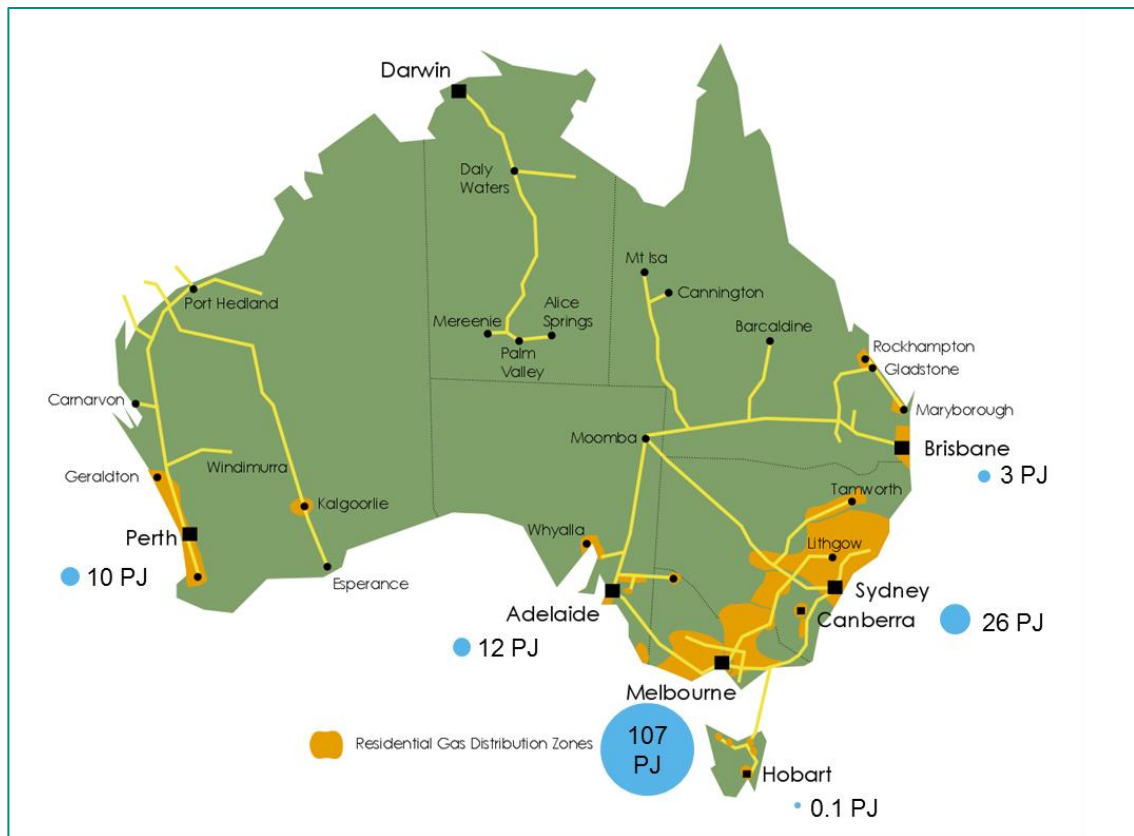 Darwin
Daly
Waters
Mt Isa
Cannington
Port Hedland
Mereenie
Alice
Springs
Palm
Valley
Barcaldine
Rockhampton
Gladstone
Carnarvon
Maryborough
Moomba
Brisbane
Geraldton
Windimurra
3 PJ
Tamworth
Kalgoorlie
Whyalla
Lithgow
Perth
10 PJ
Esperance
Sydney
Adelaide
Canberra
26 PJ
12 PJ
Melbourne
107
PJ
Residential Gas Distribution Zones
Hobart
0.1 PJ